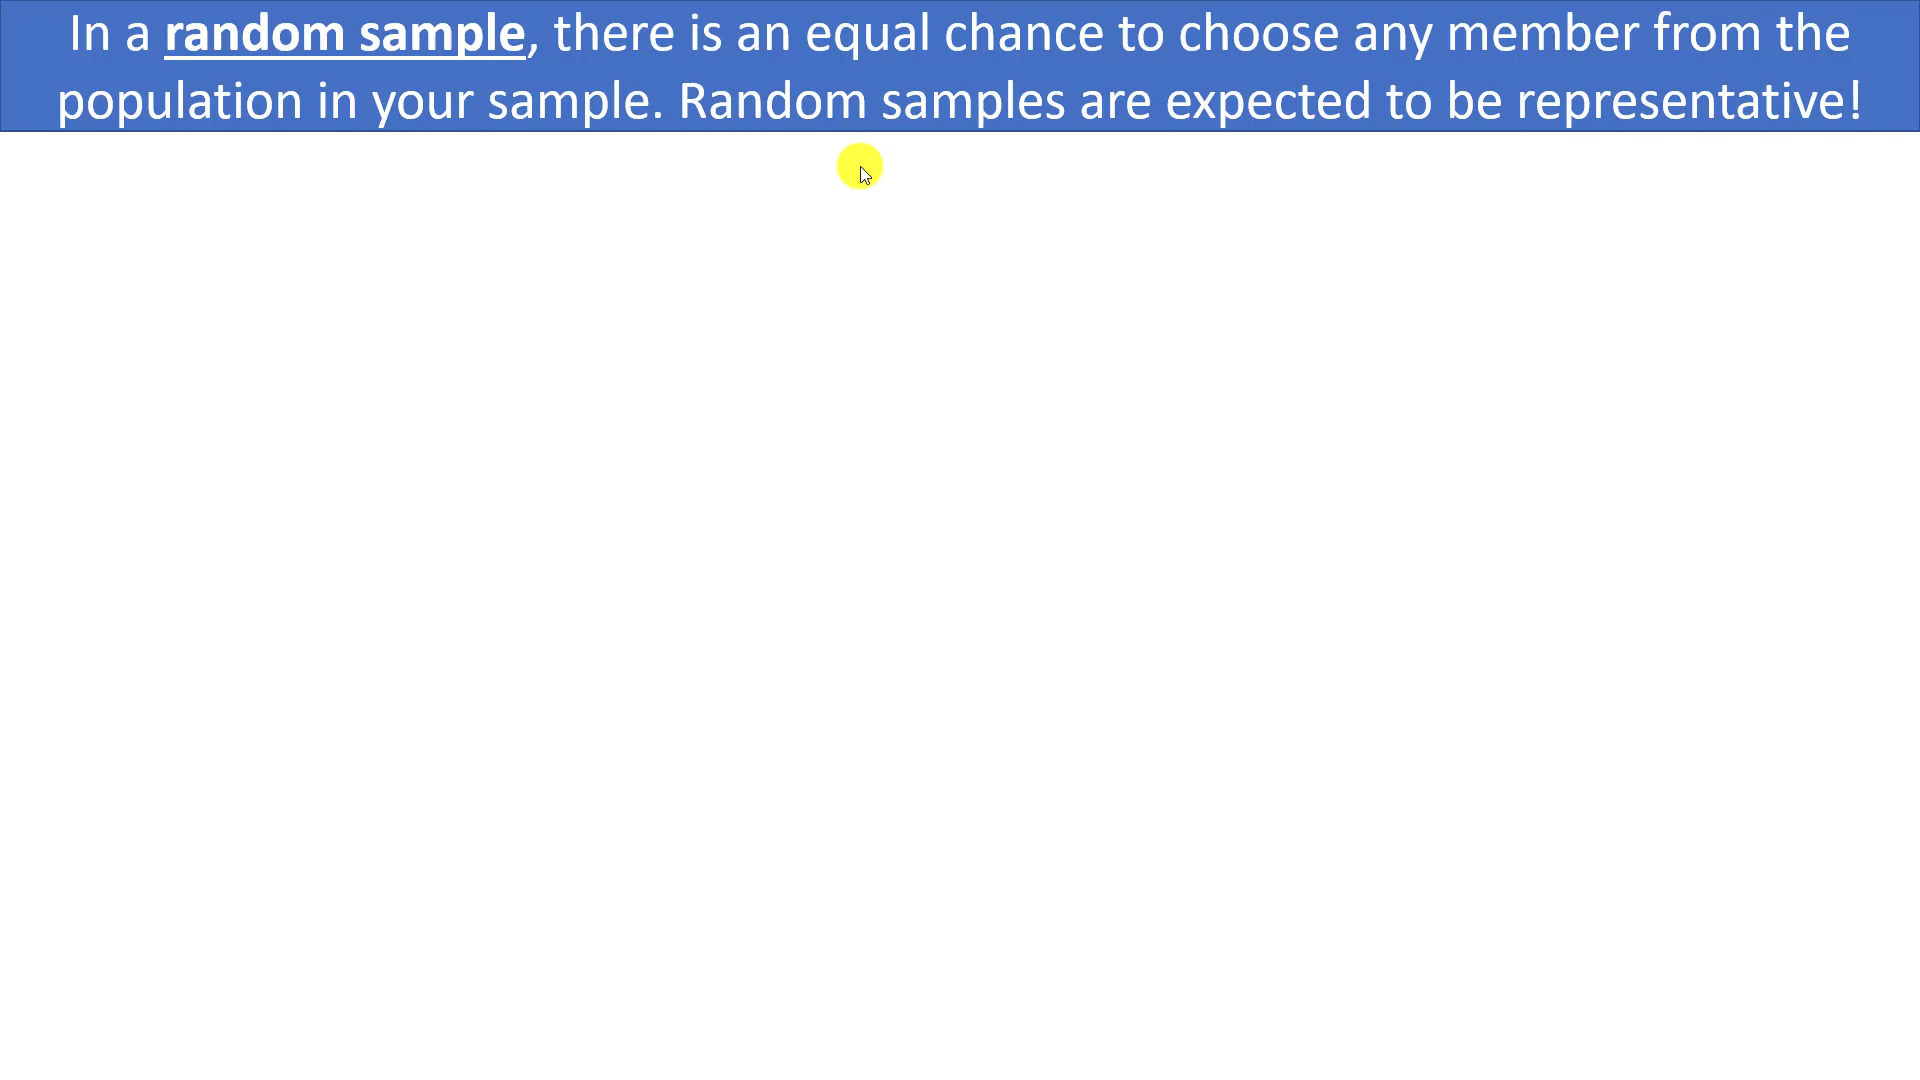 In a random sample, there is an equal chance to choose any member from the
population in your sample. Random samples are expected to be representative!